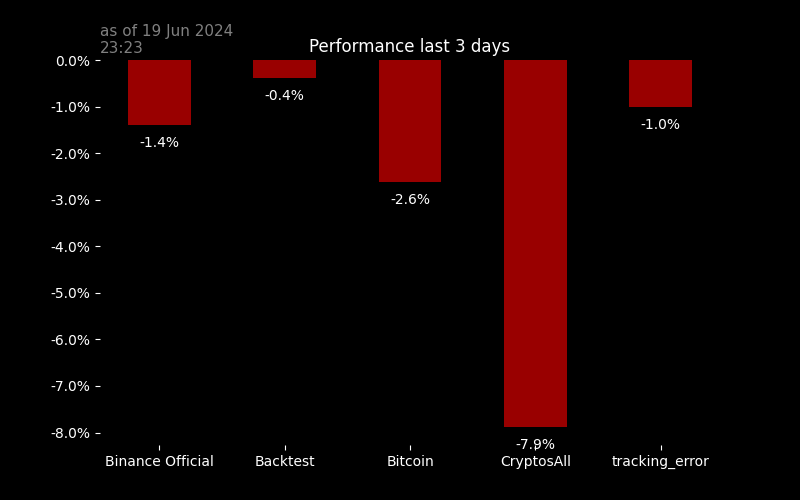 as of 19 Jun 2024
23:23
Performance last 3 days
0.0%
-1.0%
-2.0%
-3.0%
-4.0%
-5.0%
-6.0%
-7.0%
-8.0%
-1.4%
-0.4%
-2.6%
-7.9%
-1.0%
Binance Official
Backtest
Bitcoin
CryptosAll
tracking_error